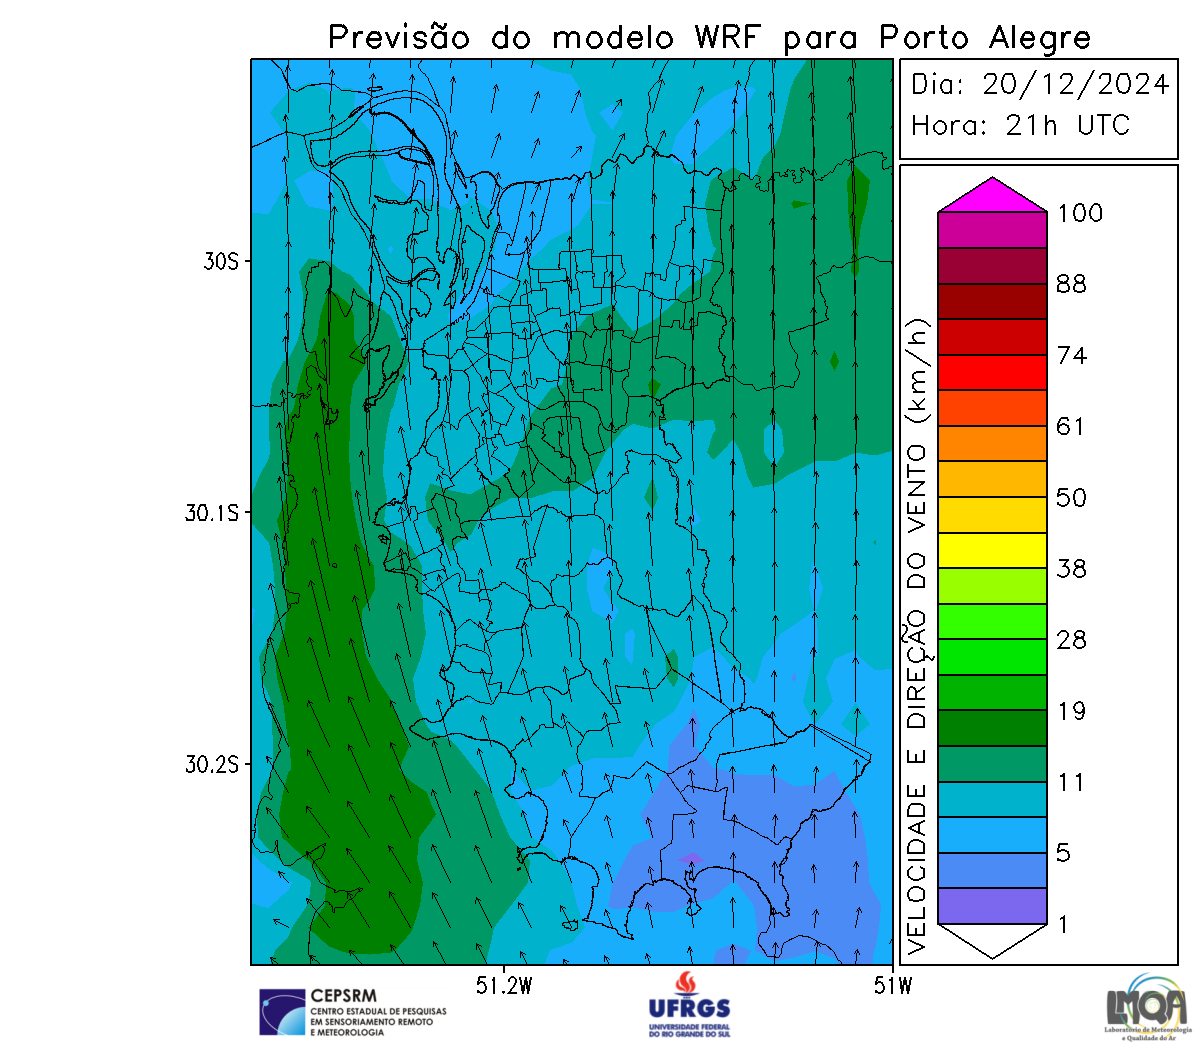 Previsão do modelo WRF para Porto Alegre
Dia: 20/12/2024
Hora: 21h UTC
30S
30.1S
30.2S
51.2W
51W
VELOCIDADE E DIREÇÃO DO VENTO (km/h)
100
88
74
61
50
38
28
19
11
5
1
CEPSRM
CENTRO ESTADUAL DE PESQUISAS
EM SENSORIAMENTO REMOTO
E METEOROLOGIA
UFRGS
UNIVERSIDADE FEDERAL
DO RIO GRANDE DO SUL
LMQA
Laboratório de Meteorologia
e Qualidade do Ar